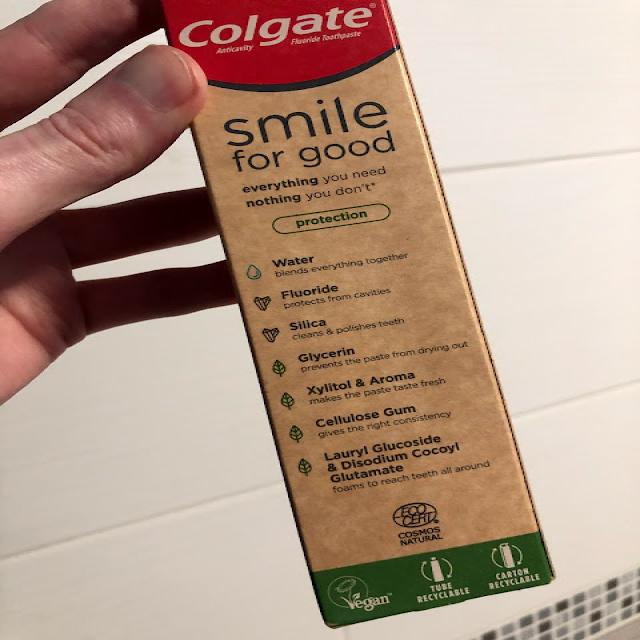 Colgate®
Anticavity Fluoride Toothpaste
smile
for good
everything you need
nothing you don't*
protection
Water
blends everything together
Fluoride
protects from cavities
Silica
cleans & polishes teeth
Glycerin
prevents the paste from drying out
Xylitol & Aroma
makes the paste taste fresh
Cellulose Gum
gives the right consistency
Lauryl Glucoside
& Disodium Cocoyl
Glutamate
foams to reach teeth all around
ECO
CERT®
COSMOS
NATURAL
Vegan™
TUBE
RECYCLABLE
CARTON
RECYCLABLE